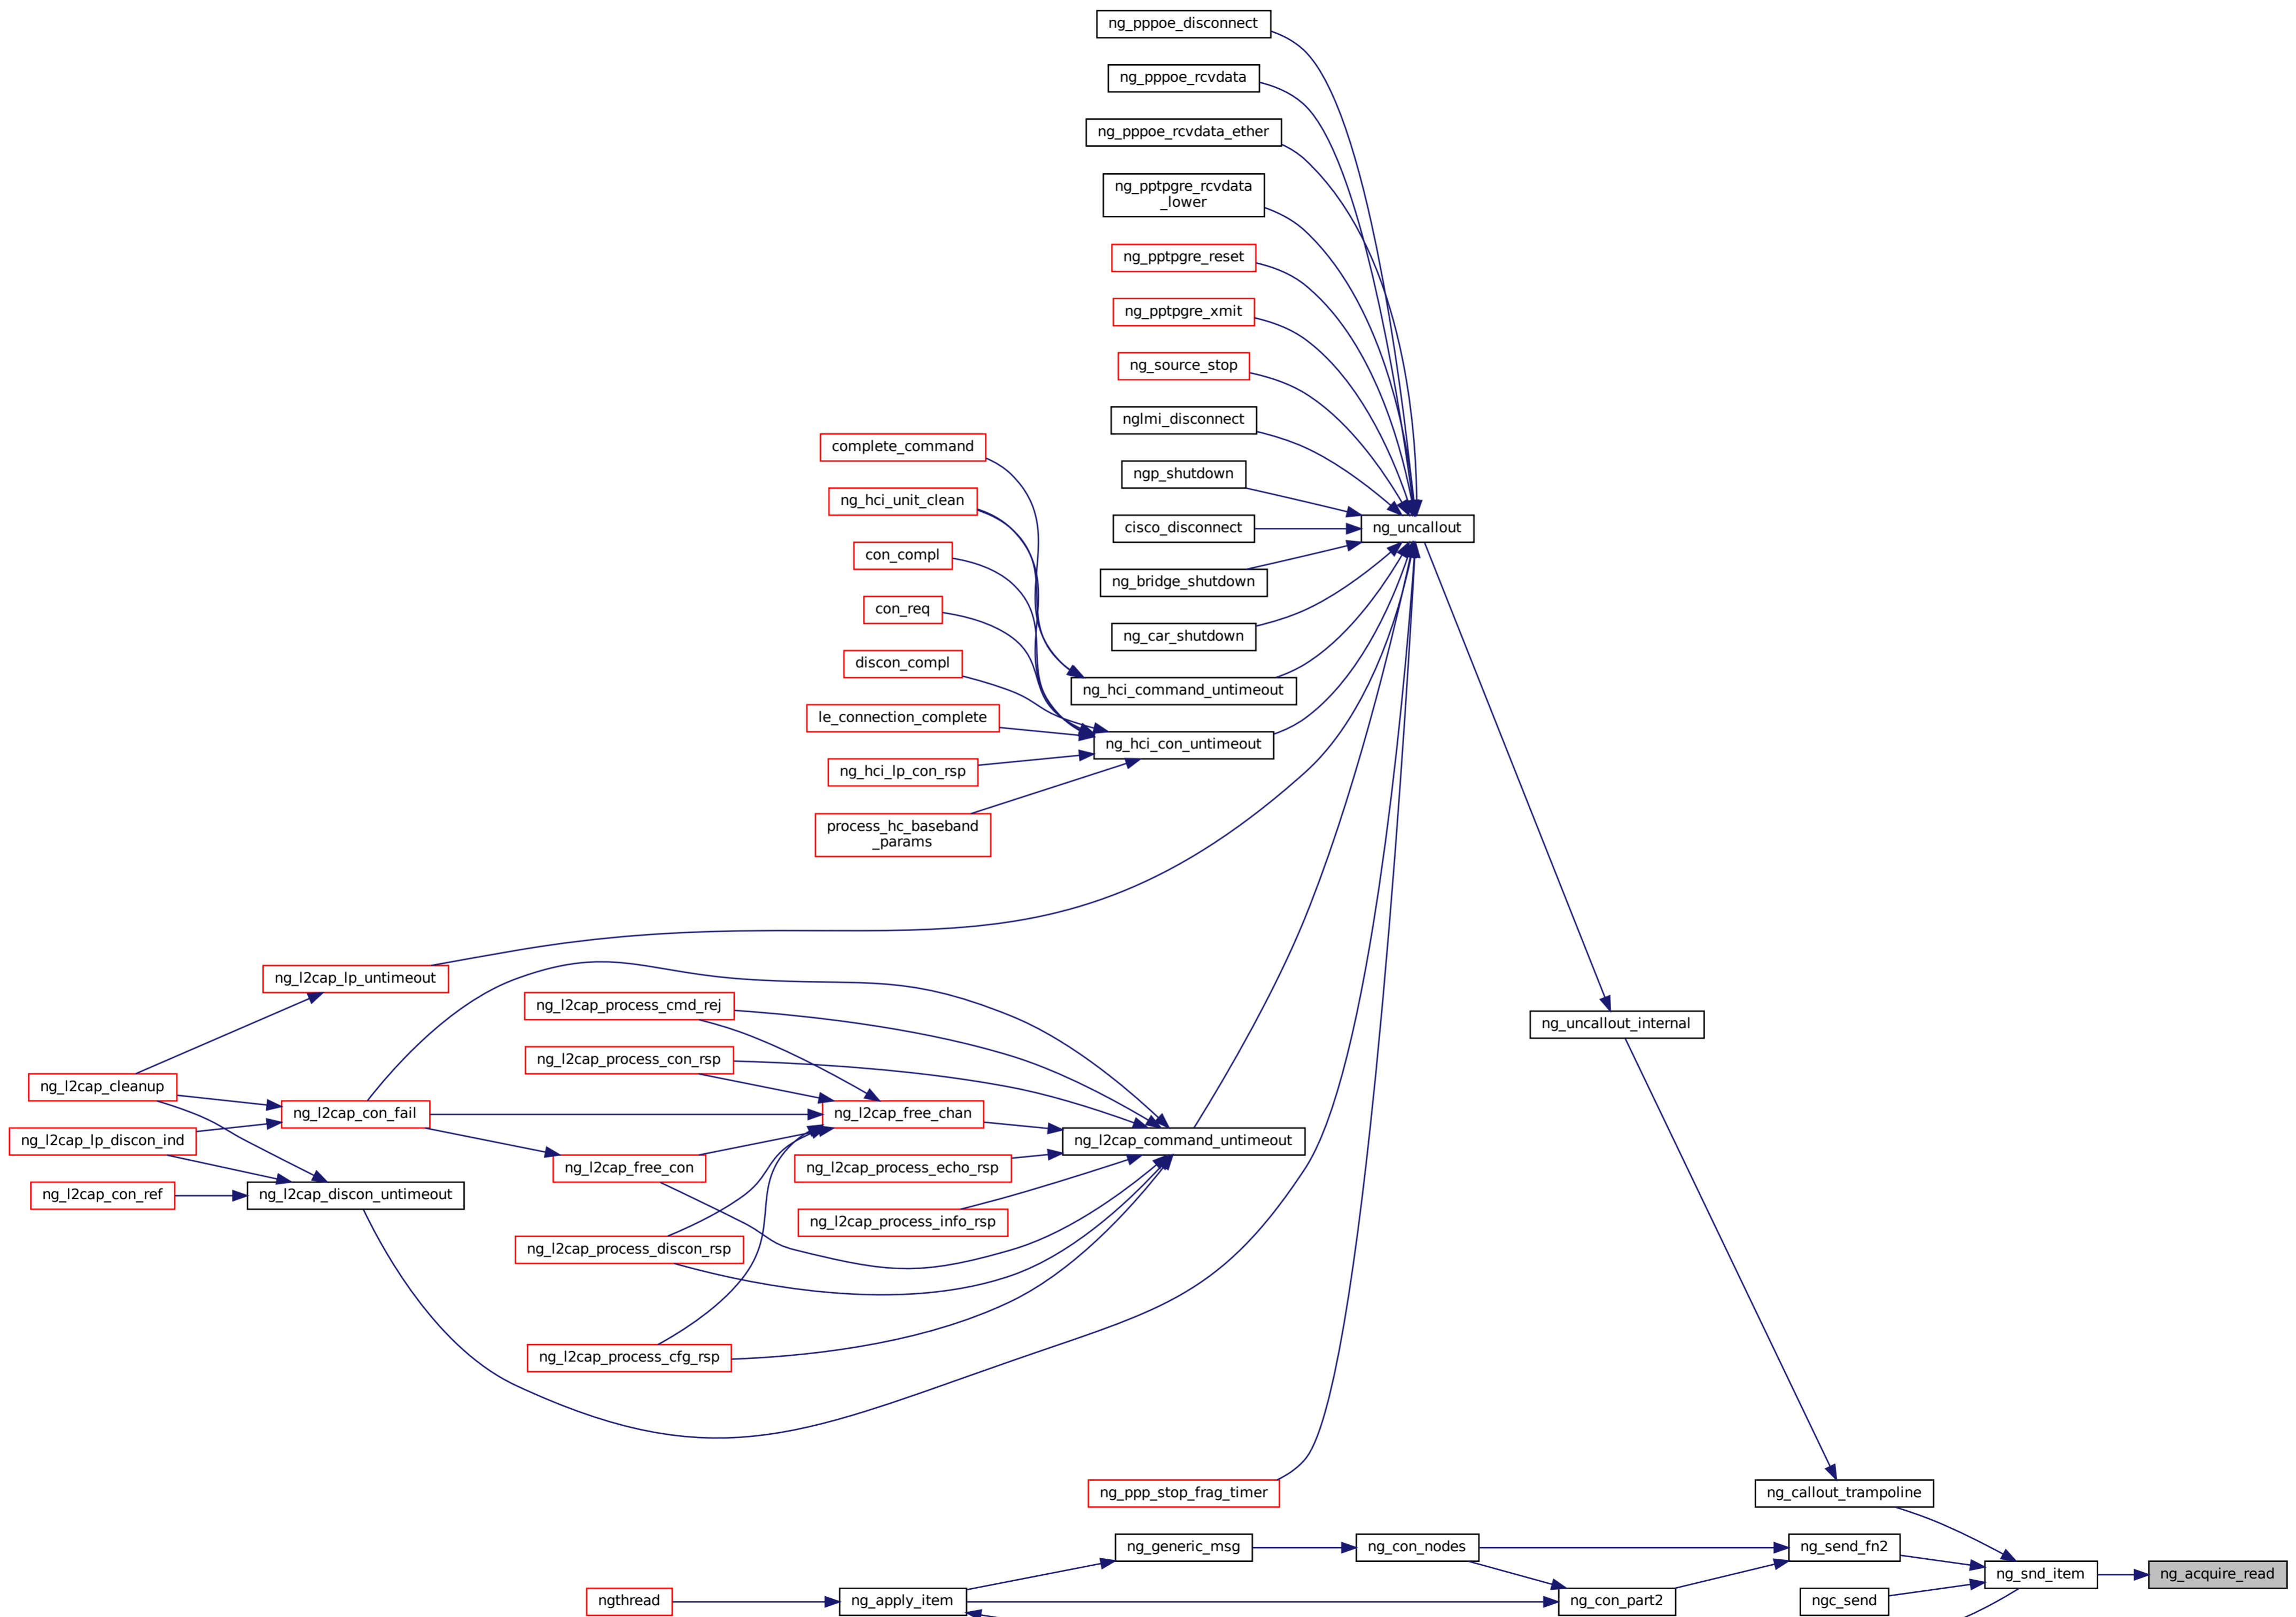 ng_pppoe_disconnect
ng_pppoe_rcvdata
ng_pppoe_rcvdata_ether
ng_pptpgre_rcvdata
_lower
ng_pptpgre_reset
ng_pptpgre_xmit
ng_source_stop
nglmi_disconnect
complete_command
ngp_shutdown
ng_hci_unit_clean
cisco_disconnect
ng_uncallout
con_compl
ng_bridge_shutdown
con_req
ng_car_shutdown
discon_compl
ng_hci_command_untimeout
le_connection_complete
ng_hci_con_untimeout
ng_hci_lp_con_rsp
process_hc_baseband
_params
ng_l2cap_lp_untimeout
ng_l2cap_process_cmd_rej
ng_uncallout_internal
ng_l2cap_process_con_rsp
ng_l2cap_cleanup
ng_l2cap_con_fail
ng_l2cap_free_chan
ng_l2cap_lp_discon_ind
ng_l2cap_command_untimeout
ng_l2cap_free_con
ng_l2cap_process_echo_rsp
ng_l2cap_con_ref
ng_l2cap_discon_untimeout
ng_l2cap_process_info_rsp
ng_l2cap_process_discon_rsp
ng_l2cap_process_cfg_rsp
ng_ppp_stop_frag_timer
ng_callout_trampoline
ng_generic_msg
ng_con_nodes
ng_send_fn2
ng_snd_item
ng_acquire_read
ngthread
ng_apply_item
ng_con_part2
ngc_send